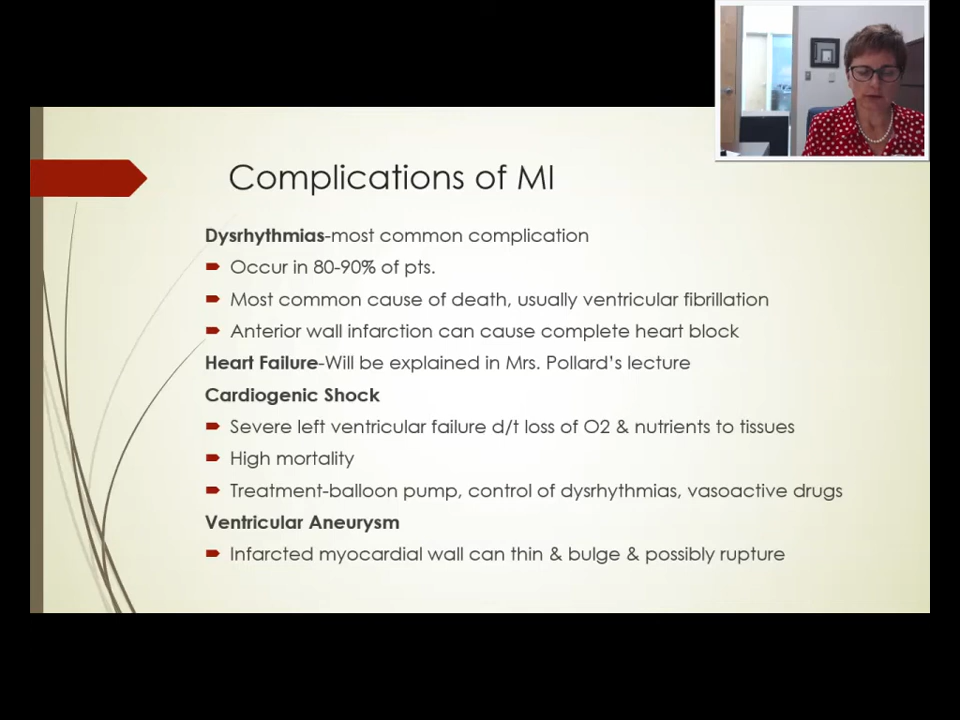 Complications of MI
Dysrhythmias-most common complication
Occur in 80-90% of pts.
Most common cause of death, usually ventricular fibrillation
Anterior wall infarction can cause complete heart block
Heart Failure-Will be explained in Mrs. Pollard's lecture
Cardiogenic Shock
Severe left ventricular failure d/t loss of O2 & nutrients to tissues
High mortality
Treatment-balloon pump, control of dysrhythmias, vasoactive drugs
Ventricular Aneurysm
Infarcted myocardial wall can thin & bulge & possibly rupture